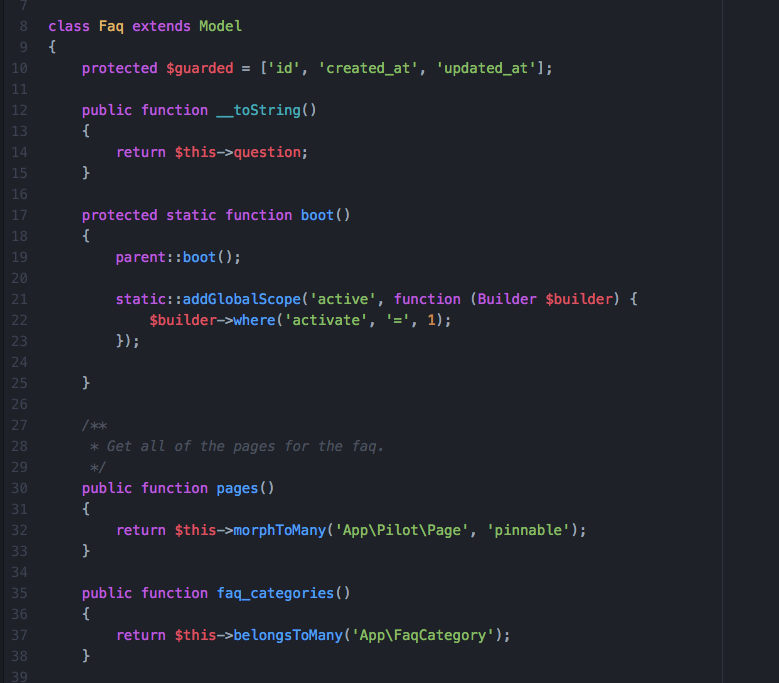 7
8 class Faq extends Model
9 {
10     protected $guarded = ['id', 'created_at', 'updated_at'];
11
12     public function __toString()
13     {
14         return $this->question;
15     }
16
17     protected static function boot()
18     {
19         parent::boot();
20
21         static::addGlobalScope('active', function (Builder $builder) {
22             $builder->where('activate', '=', 1);
23         });
24
25     }
26
27     /**
28      * Get all of the pages for the faq.
29      */
30     public function pages()
31     {
32         return $this->morphToMany('App\Pilot\Page', 'pinnable');
33     }
34
35     public function faq_categories()
36     {
37         return $this->belongsToMany('App\FaqCategory');
38     }
39